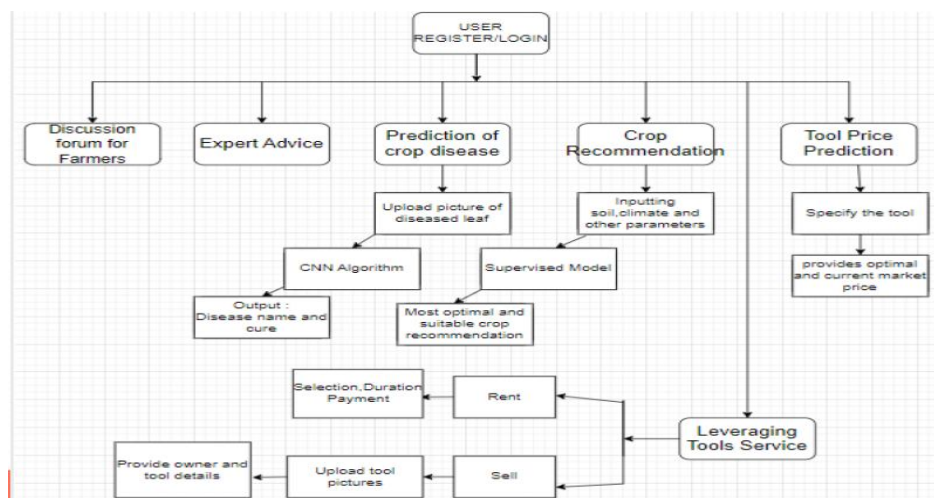 USER
REGISTER/LOGIN
Discussion
forum for
Farmers
Expert Advice
Prediction of
crop disease
Crop
Recommendation
Tool Price
Prediction
Upload picture of
diseased leaf
Inputting
soil,climate and
other parameters
Specify the tool
CNN Algorithm
Supervised Model
provides optimal
and current market
price
Output :
Disease name and
cure
Most optimal and
suitable crop
recommendation
Selection,Duration
Payment
Rent
Leveraging
Tools Service
Provide owner and
tool details
Upload tool
pictures
Sell